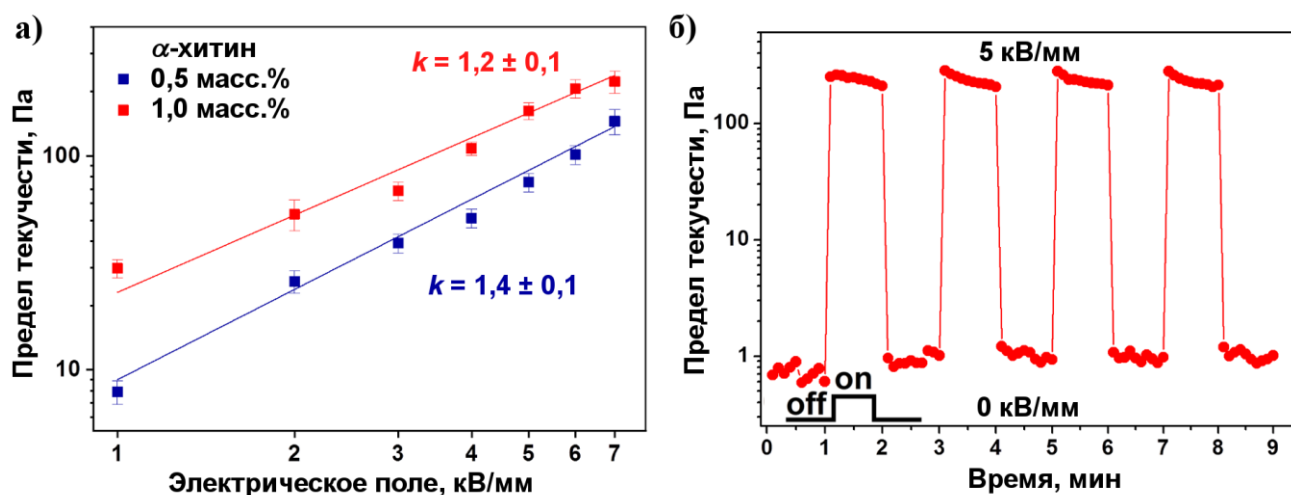 а)
α-хитин
0,5 масс.%
1,0 масс.%
k = 1,2 ± 0,1
k = 1,4 ± 0,1
Предел текучести, Па
100
10
1 2 3 4 5 6 7
Электрическое поле, кВ/мм
б)
5 кВ/мм
Предел текучести, Па
100
10
1
off on
0 кВ/мм
0 1 2 3 4 5 6 7 8 9
Время, мин